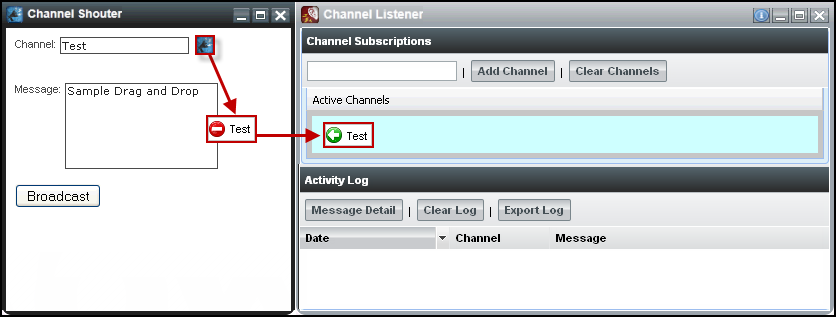 Channel Shouter
Channel: Test
Message: Sample Drag and Drop
Test
Broadcast
Channel Listener
Channel Subscriptions
| Add Channel | Clear Channels
Active Channels
Test
Activity Log
Message Detail | Clear Log | Export Log
Date Channel Message